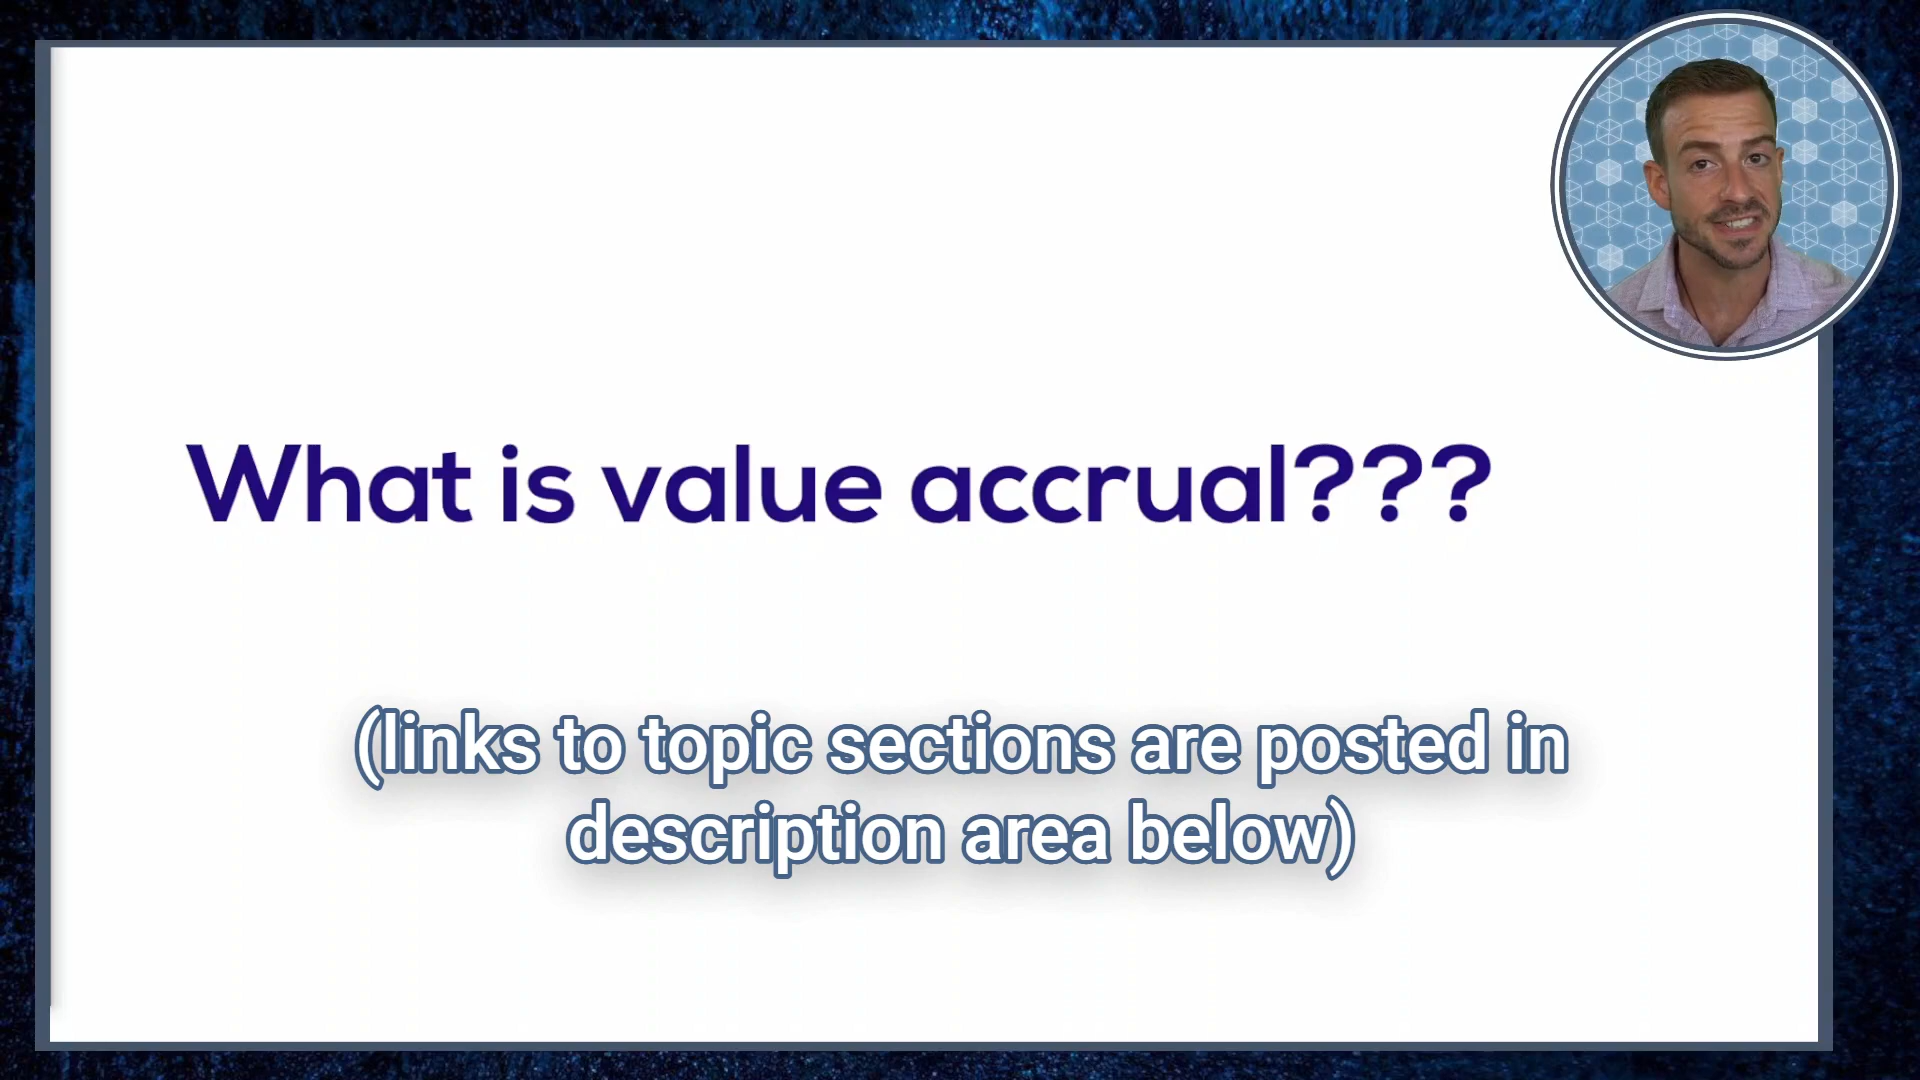 What is value accrual???
(links to topic sections are posted in
description area below)